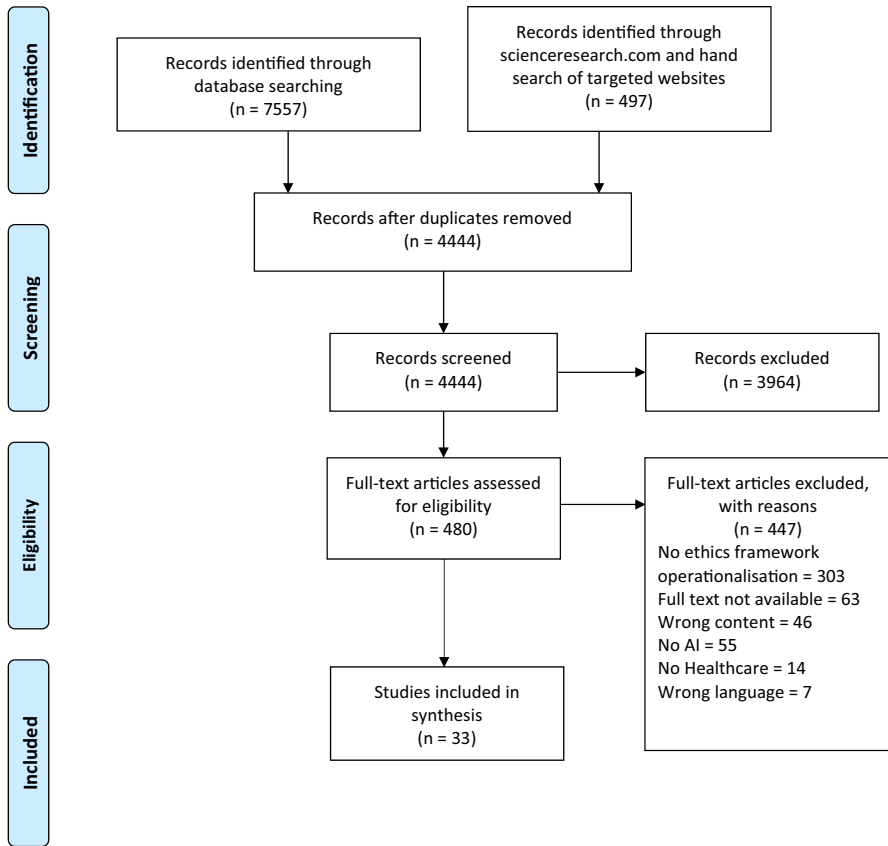 Identification
Records identified through
database searching
(n = 7557)
Records identified through
scienceresearch.com and hand
search of targeted websites
(n = 497)
Records after duplicates removed
(n = 4444)
Screening
Records screened
(n = 4444)
Records excluded
(n = 3964)
Eligibility
Full-text articles assessed
for eligibility
(n = 480)
Full-text articles excluded,
with reasons
(n = 447)
No ethics framework
operationalisation = 303
Full text not available = 63
Wrong content = 46
No AI = 55
No Healthcare = 14
Wrong language = 7
Included
Studies included in
synthesis
(n = 33)